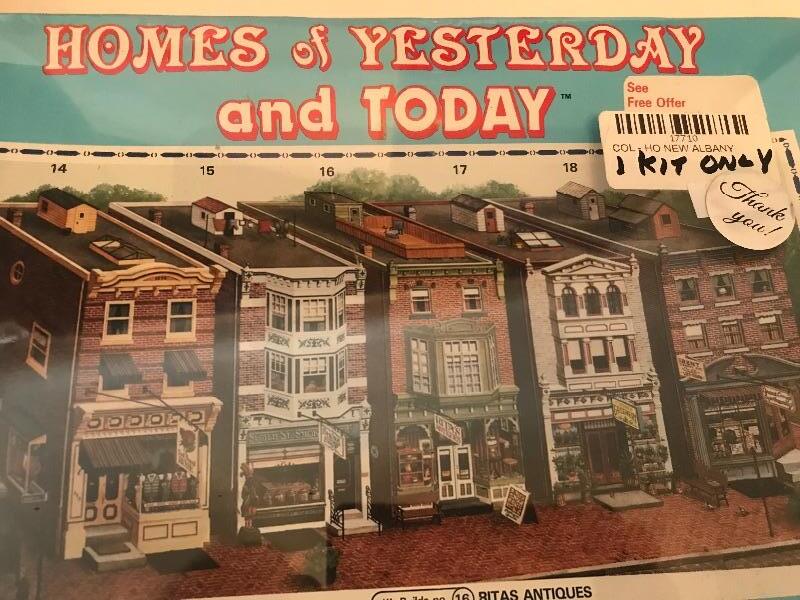 HOMES of YESTERDAY
and TODAY™
See
Free Offer
17710
COL - HO NEW ALBANY
1 KIT ONLY
Thank
you!
14
15
16
17
18
16 RITAS ANTIQUES